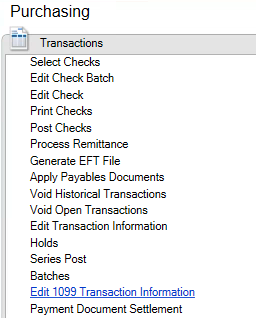 Purchasing
Transactions
Select Checks
Edit Check Batch
Edit Check
Print Checks
Post Checks
Process Remittance
Generate EFT File
Apply Payables Documents
Void Historical Transactions
Void Open Transactions
Edit Transaction Information
Holds
Series Post
Batches
Edit 1099 Transaction Information
Payment Document Settlement